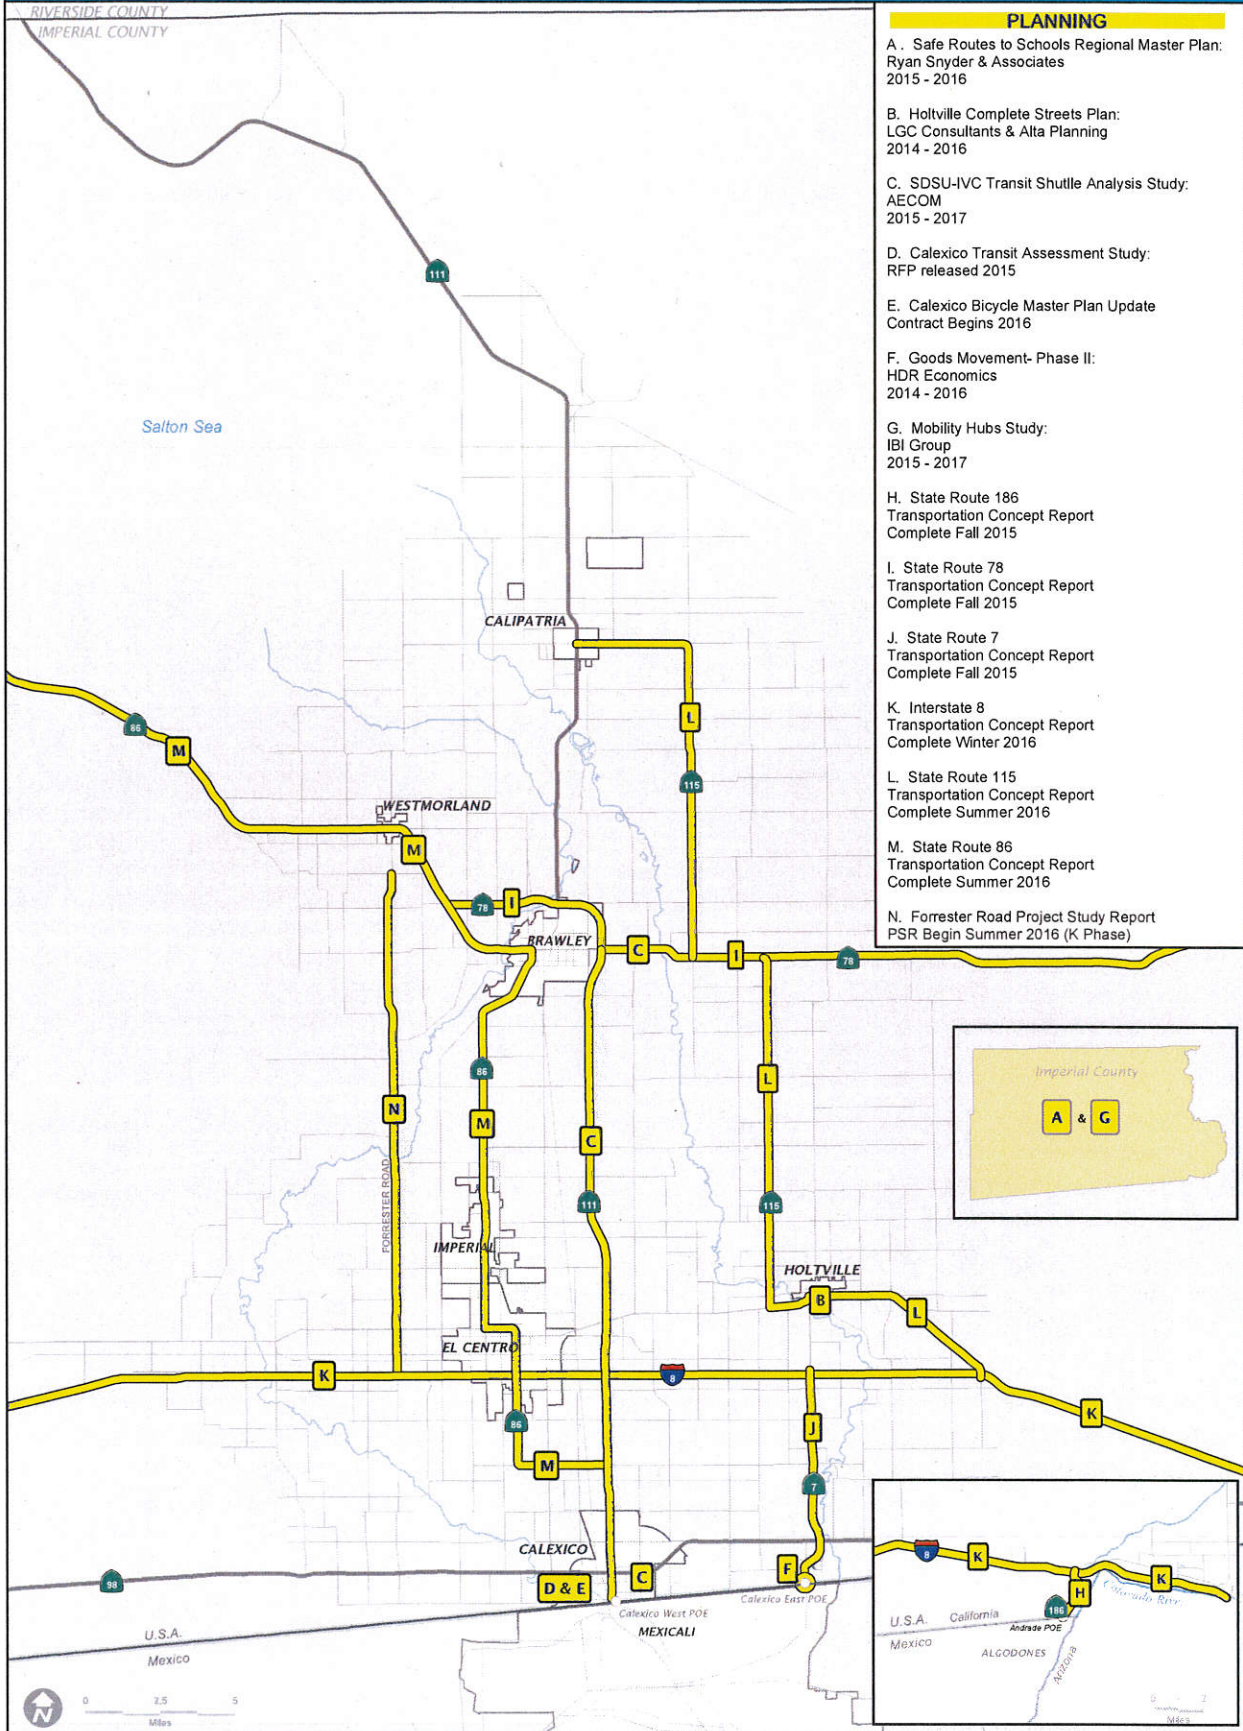 RIVERSIDE COUNTY
IMPERIAL COUNTY
PLANNING
A . Safe Routes to Schools Regional Master Plan:
Ryan Snyder & Associates
2015 - 2016
B. Holtville Complete Streets Plan:
LGC Consultants & Alta Planning
2014 - 2016
C. SDSU-IVC Transit Shutlle Analysis Study:
AECOM
2015 - 2017
D. Calexico Transit Assessment Study:
RFP released 2015
E. Calexico Bicycle Master Plan Update
Contract Begins 2016
F. Goods Movement- Phase II:
HDR Economics
2014 - 2016
G. Mobility Hubs Study:
IBI Group
2015 - 2017
H. State Route 186
Transportation Concept Report
Complete Fall 2015
I. State Route 78
Transportation Concept Report
Complete Fall 2015
J. State Route 7
Transportation Concept Report
Complete Fall 2015
K. Interstate 8
Transportation Concept Report
Complete Winter 2016
L. State Route 115
Transportation Concept Report
Complete Summer 2016
M. State Route 86
Transportation Concept Report
Complete Summer 2016
N. Forrester Road Project Study Report
PSR Begin Summer 2016 (K Phase)
111
Salton Sea
CALIPATRIA
L
86
M
115
WESTMORLAND
M
78
I
BRAWLEY
C
I
78
86
L
Imperial County
A & G
N
M
C
FORRESTER ROAD
111
115
IMPERIAL
HOLTVILLE
B
L
EL CENTRO
K
8
K
86
J
M
7
CALEXICO
98
D & E
C
F
Calexico West POE
Calexico East POE
MEXICALI
U.S.A.
Mexico
N
0 2.5 5
Miles
8
K
K
H
Colorado River
186
U.S.A. California
Andrade POE
Mexico
ALGODONES
Arizona
0 2
Miles